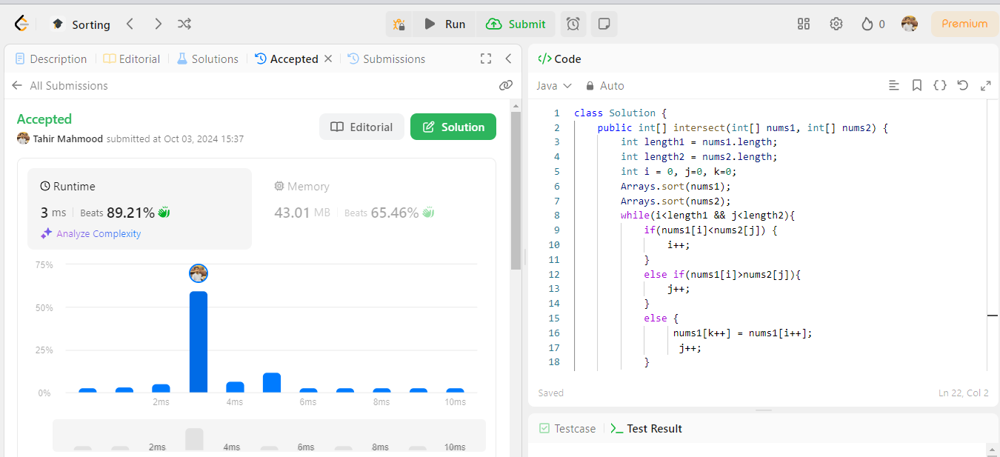 Sorting
Run
Submit
0
Premium
Description
Editorial
Solutions
Accepted
Submissions
All Submissions
Accepted
Tahir Mahmood submitted at Oct 03, 2024 15:37
Editorial
Solution
Runtime
3 ms
Beats 89.21%
Analyze Complexity
Memory
43.01 MB
Beats 65.46%
75%
50%
25%
0%
2ms 4ms 6ms 8ms 10ms
2ms 4ms 6ms 8ms 10ms
</> Code
Java
Auto
1 class Solution {
2 public int[] intersect(int[] nums1, int[] nums2) {
3 int length1 = nums1.length;
4 int length2 = nums2.length;
5 int i = 0, j=0, k=0;
6 Arrays.sort(nums1);
7 Arrays.sort(nums2);
8 while(i<length1 && j<length2){
9 if(nums1[i]<nums2[j]) {
10 i++;
11 }
12 else if(nums1[i]>nums2[j]){
13 j++;
14 }
15 else {
16 nums1[k++] = nums1[i++];
17 j++;
18 }
Saved
Ln 22, Col 2
Testcase
Test Result